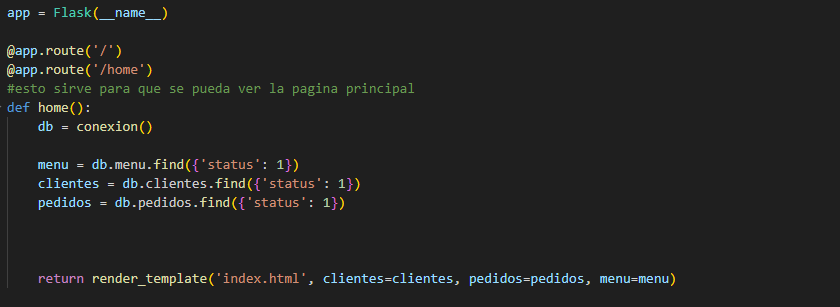 app = Flask(__name__)
@app.route('/')
@app.route('/home')
#esto sirve para que se pueda ver la pagina principal
def home():
    db = conexion()
    menu = db.menu.find({'status': 1})
    clientes = db.clientes.find({'status': 1})
    pedidos = db.pedidos.find({'status': 1})
    return render_template('index.html', clientes=clientes, pedidos=pedidos, menu=menu)